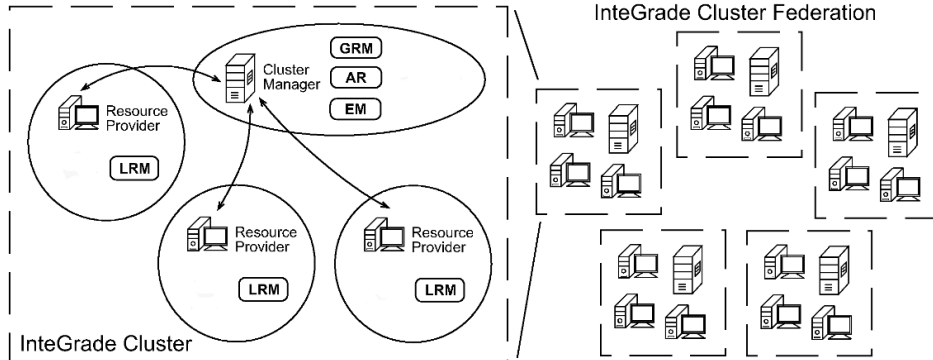 InteGrade Cluster Federation
GRM
Cluster
Manager
AR
EM
Resource
Provider
LRM
Resource
Provider
LRM
Resource
Provider
LRM
InteGrade Cluster